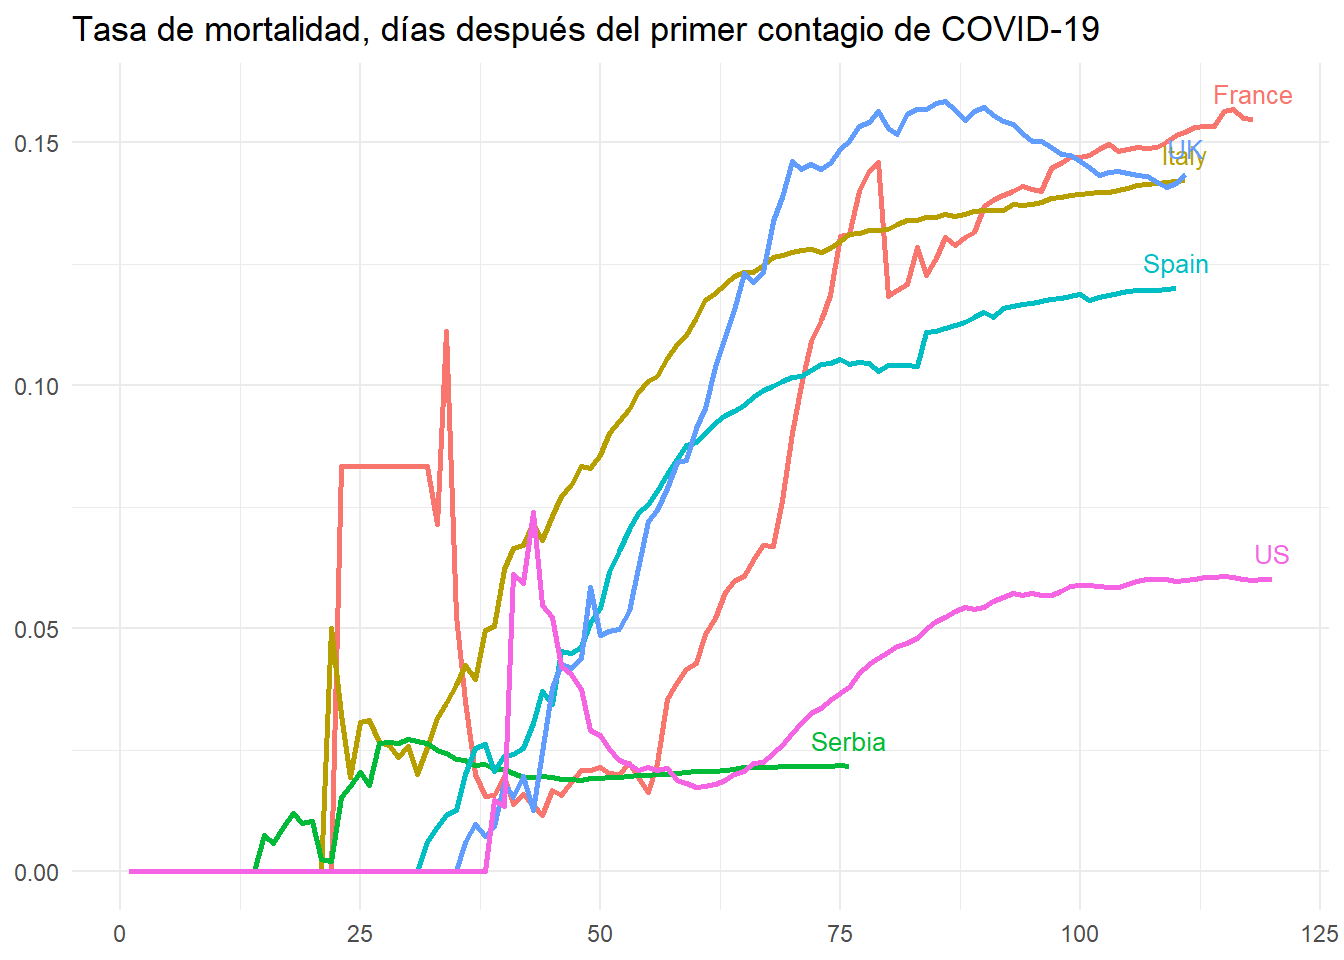 Tasa de mortalidad, días después del primer contagio de COVID-19
France
0.15
UK
Italy
Spain
0.10
US
0.05
Serbia
0.00
0 25 50 75 100 125